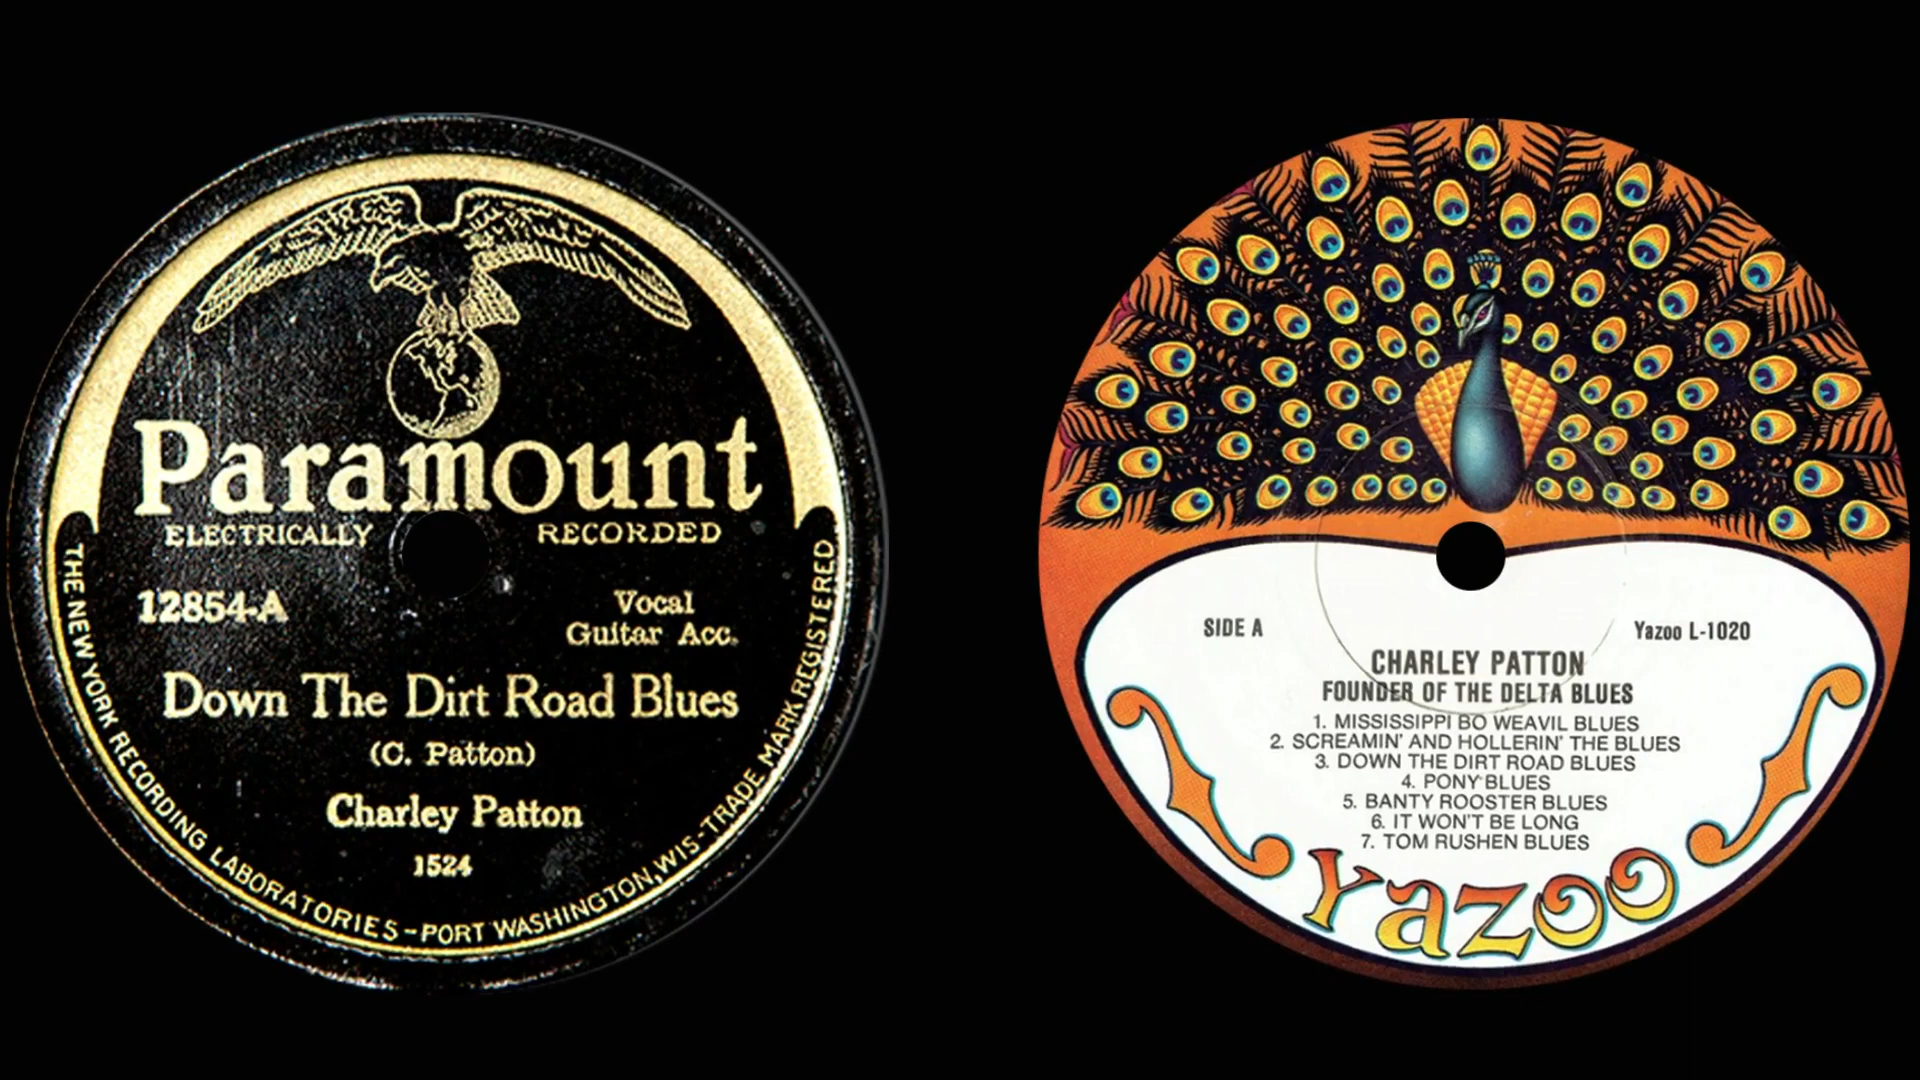 Paramount
ELECTRICALLY RECORDED
12854-A
Vocal
Guitar Acc.
Down The Dirt Road Blues
(C. Patton)
Charley Patton
1524
THE NEW YORK RECORDING LABORATORIES - PORT WASHINGTON, WIS - TRADE MARK REGISTERED
SIDE A
Yazoo L-1020
CHARLEY PATTON
FOUNDER OF THE DELTA BLUES
1. MISSISSIPPI BO WEAVIL BLUES
2. SCREAMIN' AND HOLLERIN' THE BLUES
3. DOWN THE DIRT ROAD BLUES
4. PONY BLUES
5. BANTY ROOSTER BLUES
6. IT WON'T BE LONG
7. TOM RUSHEN BLUES
Yazoo